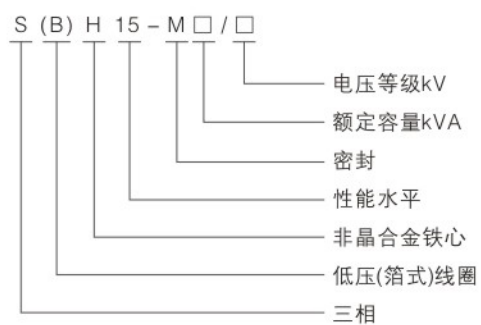 S (B) H 15 – M □ / □
电压等级kV
额定容量kVA
密封
性能水平
非晶合金铁心
低压(箔式)线圈
三相